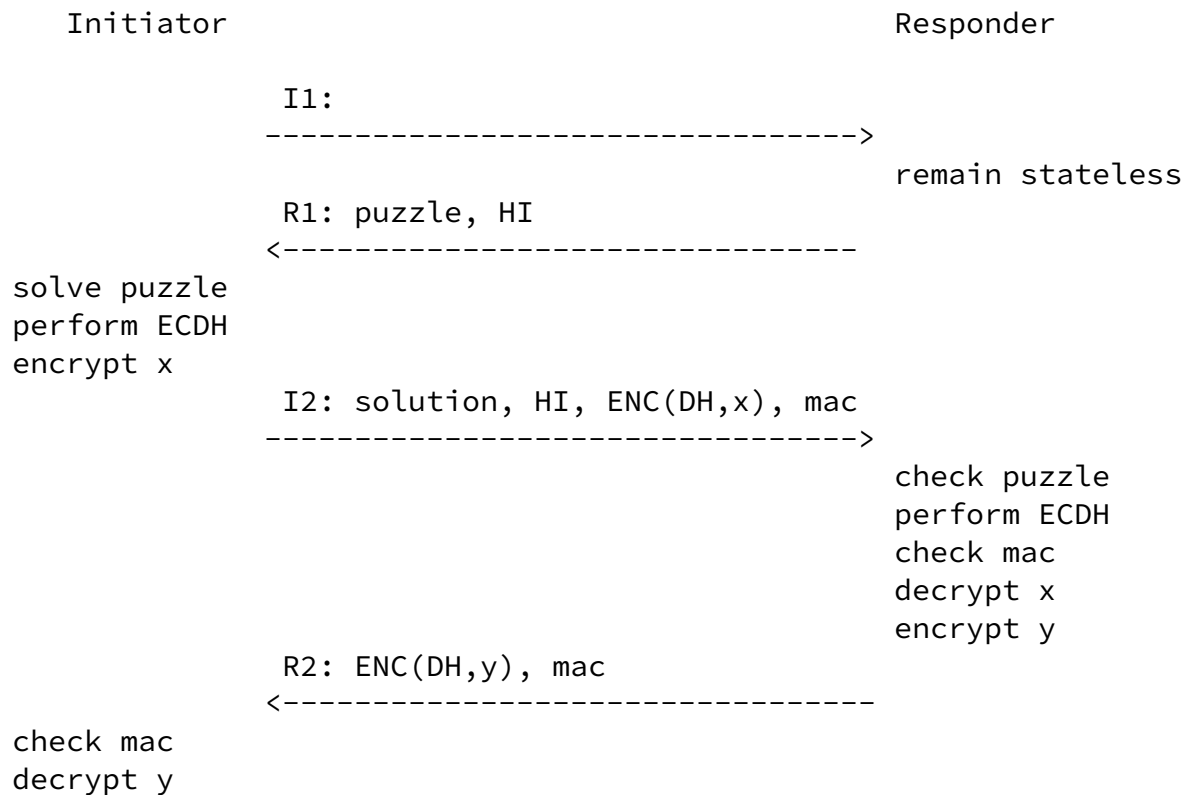 Initiator                                     Responder
I1:
--------------------------------->
remain stateless
R1: puzzle, HI
<--------------------------------
solve puzzle
perform ECDH
encrypt x
I2: solution, HI, ENC(DH,x), mac
--------------------------------->
check puzzle
perform ECDH
check mac
decrypt x
encrypt y
R2: ENC(DH,y), mac
<---------------------------------
check mac
decrypt y